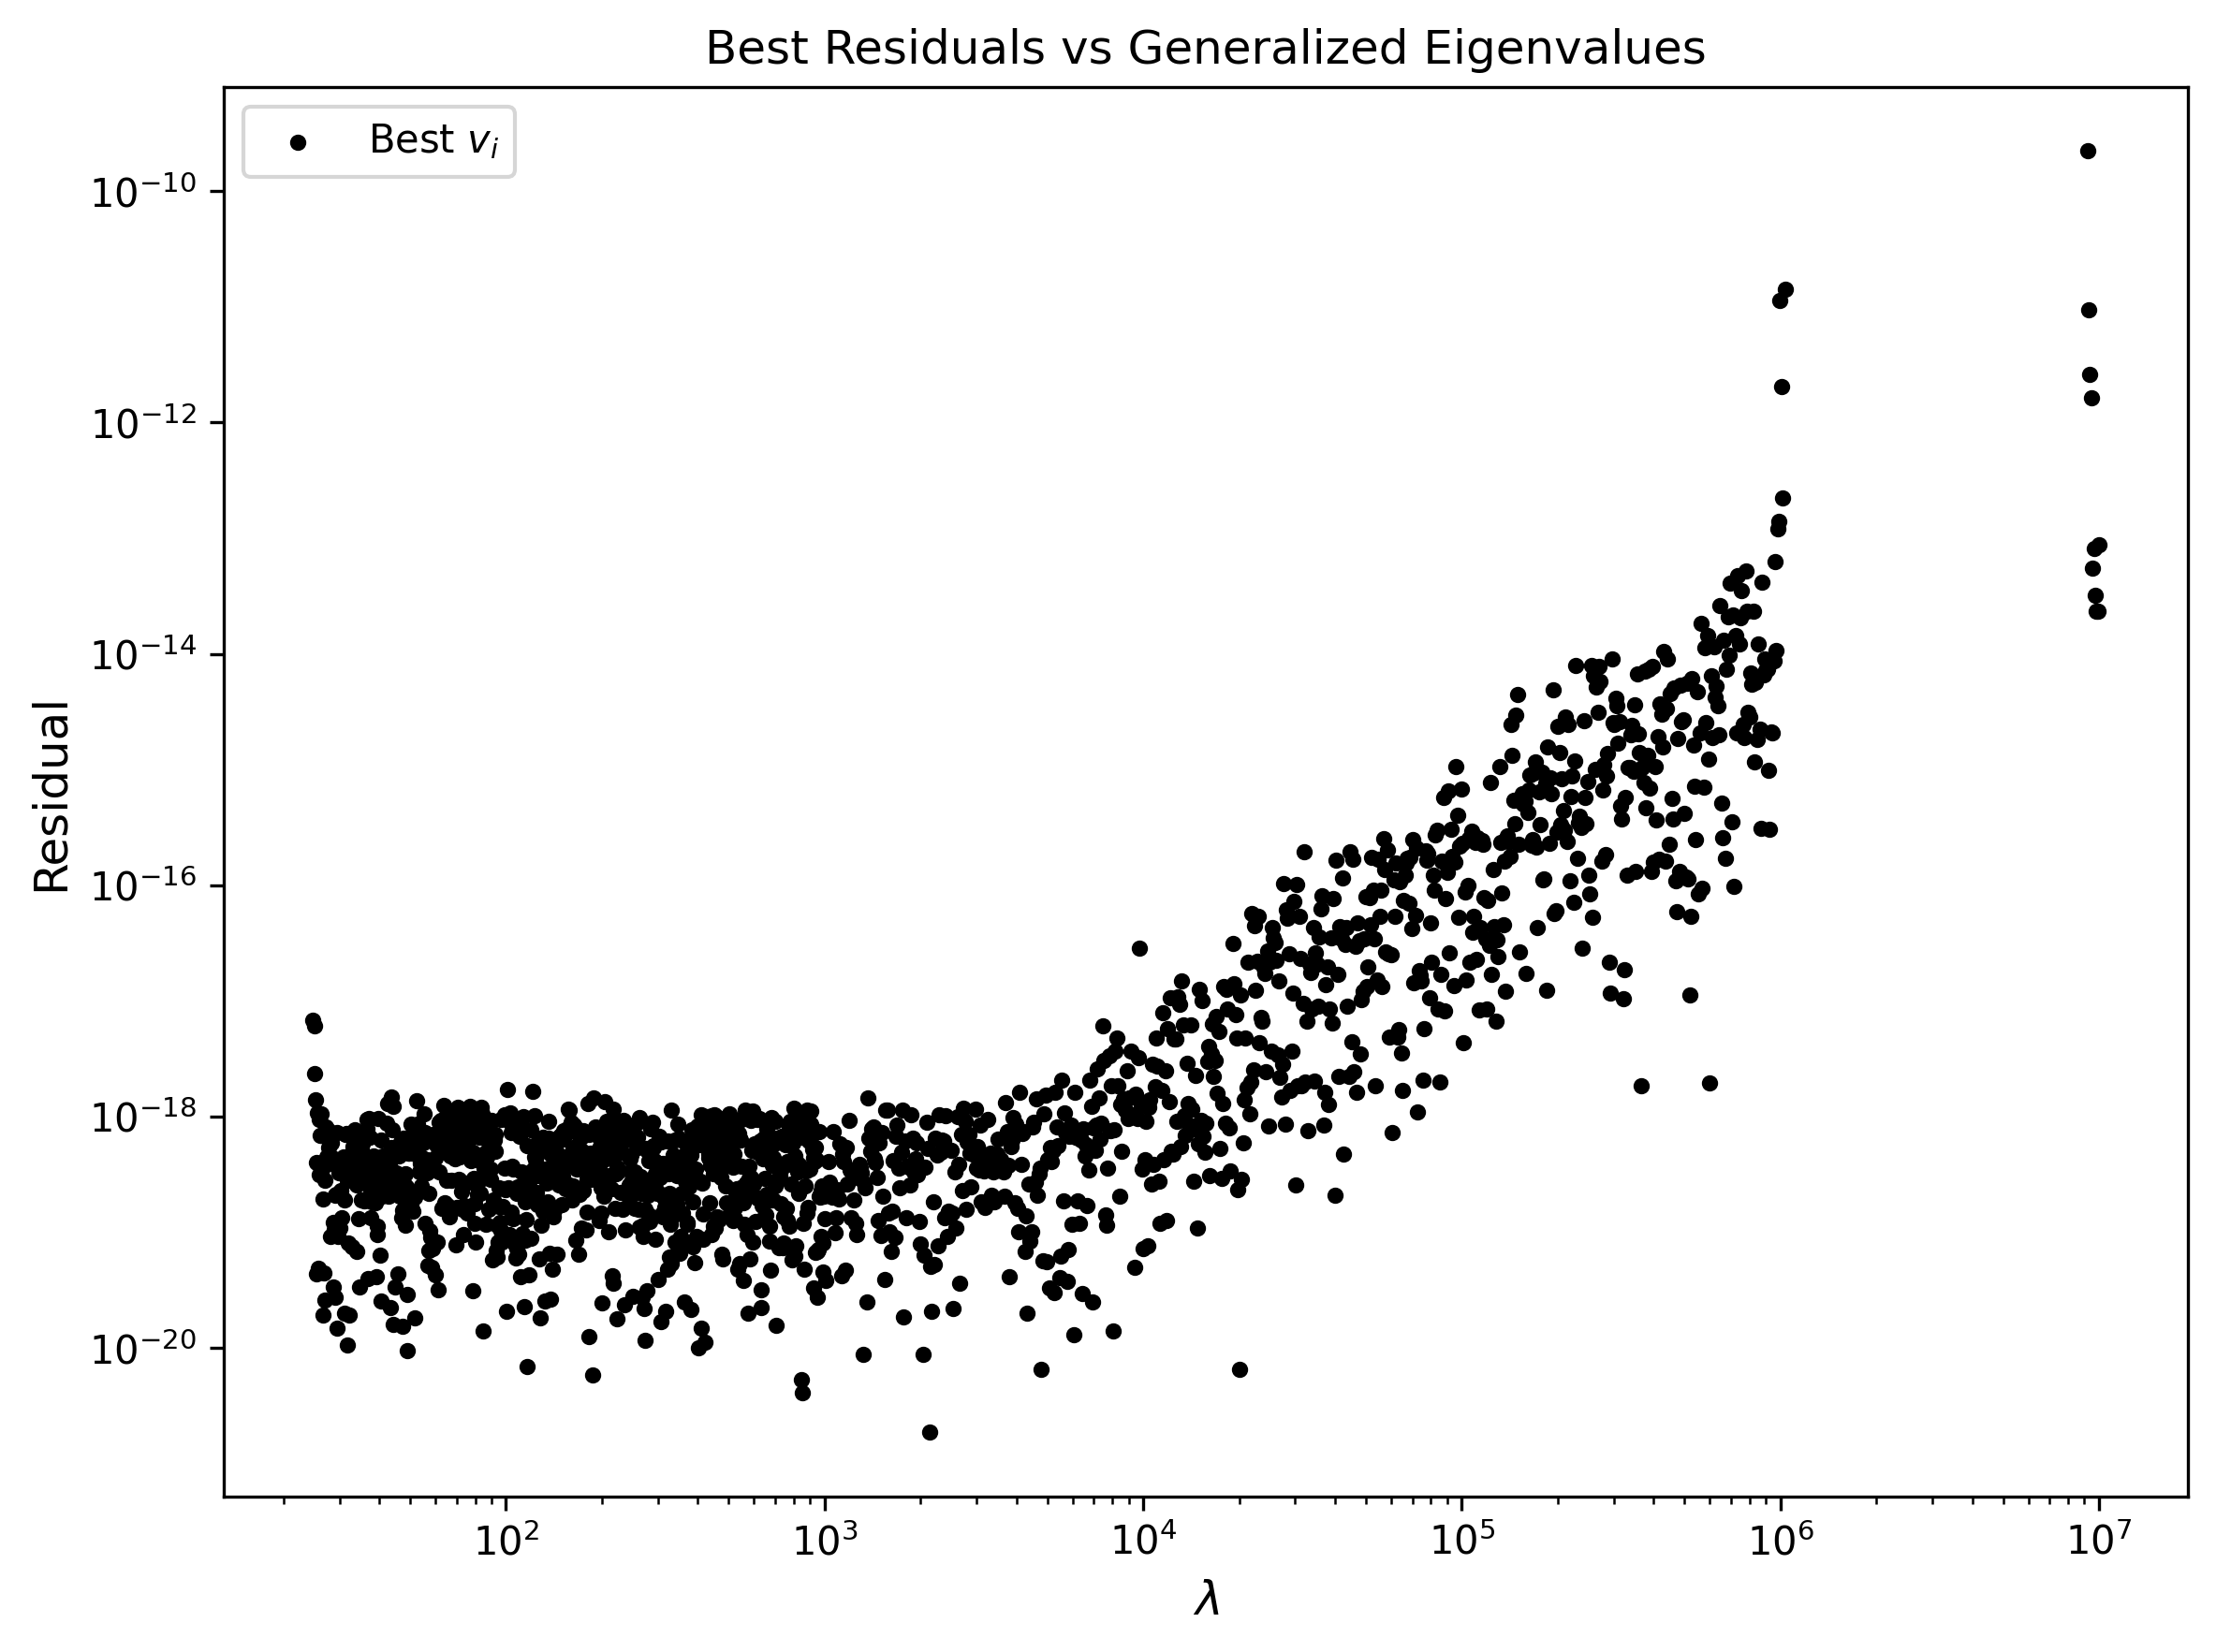 Best Residuals vs Generalized Eigenvalues
Best $v_i$
Residual
$10^{-10}$
$10^{-12}$
$10^{-14}$
$10^{-16}$
$10^{-18}$
$10^{-20}$
$10^2$ $10^3$ $10^4$ $10^5$ $10^6$ $10^7$
λ